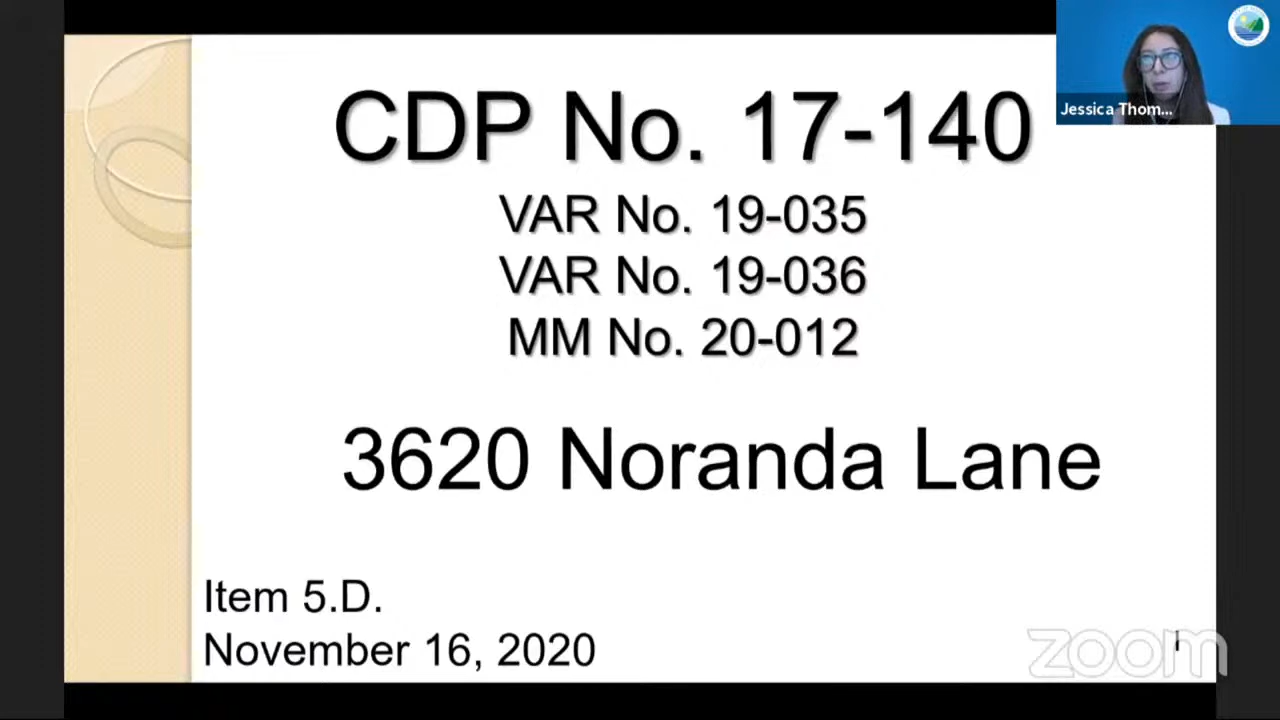 CDP No. 17-140
Jessica Thom...
VAR No. 19-035
VAR No. 19-036
MM No. 20-012
3620 Noranda Lane
Item 5.D.
November 16, 2020
zoom